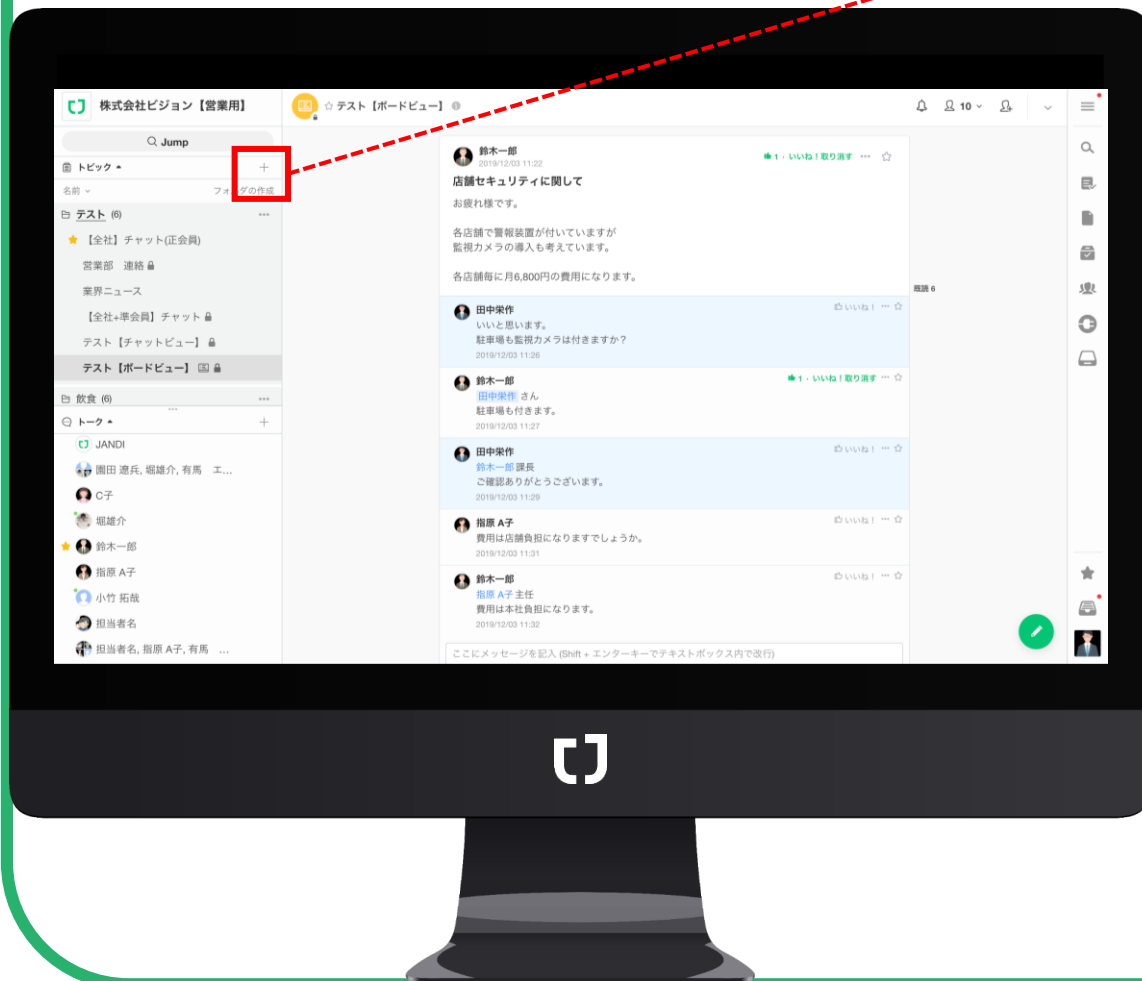 株式会社ビジョン【営業用】
Jump
トピック
名前
フォルダの作成
テスト (6)
【全社】チャット(正会員)
営業部　連絡
業界ニュース
【全社+準会員】チャット
テスト【チャットビュー】
テスト【ボードビュー】
飲食 (6)
トーク
JANDI
園田 遼兵, 堀雄介, 有馬　エ...
C子
堀雄介
鈴木一郎
指原 A子
小竹 拓哉
担当者名
担当者名, 指原 A子, 有馬　...
テスト【ボードビュー】
10
鈴木一郎
2019/12/03 11:22
1・いいね！取り消す
店舗セキュリティに関して
お疲れ様です。
各店舗で警報装置が付いていますが
監視カメラの導入も考えています。
各店舗毎に月6,800円の費用になります。
既読 6
田中栄作
いいね！
いいと思います。
駐車場も監視カメラは付きますか？
2019/12/03 11:26
鈴木一郎
1・いいね！取り消す
田中栄作 さん
駐車場も付きます。
2019/12/03 11:27
田中栄作
いいね！
鈴木一郎 課長
ご確認ありがとうございます。
2019/12/03 11:29
指原 A子
いいね！
費用は店舗負担になりますでしょうか。
2019/12/03 11:31
鈴木一郎
いいね！
指原 A子 主任
費用は本社負担になります。
2019/12/03 11:32
ここにメッセージを記入 (Shift + エンターキーでテキストボックス内で改行)